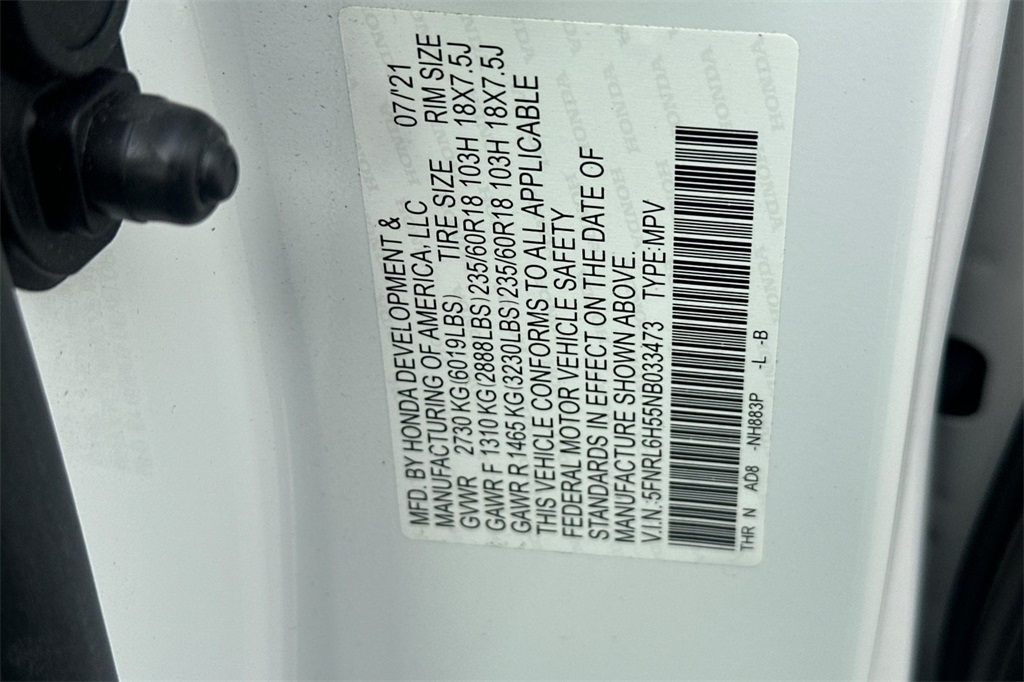 MFD. BY HONDA DEVELOPMENT &
MANUFACTURING OF AMERICA, LLC 07/'21
GVWR 2730 KG(6019LBS) TIRE SIZE RIM SIZE
GAWR F 1310 KG(2888LBS)235/60R18 103H 18X7.5J
GAWR R 1465 KG(3230LBS)235/60R18 103H 18X7.5J
THIS VEHICLE CONFORMS TO ALL APPLICABLE
FEDERAL MOTOR VEHICLE SAFETY
STANDARDS IN EFFECT ON THE DATE OF
MANUFACTURE SHOWN ABOVE.
V.I.N.:5FNRL6H55NB033473 TYPE:MPV
THR N AD8 -NH883P -L -B
HONDA